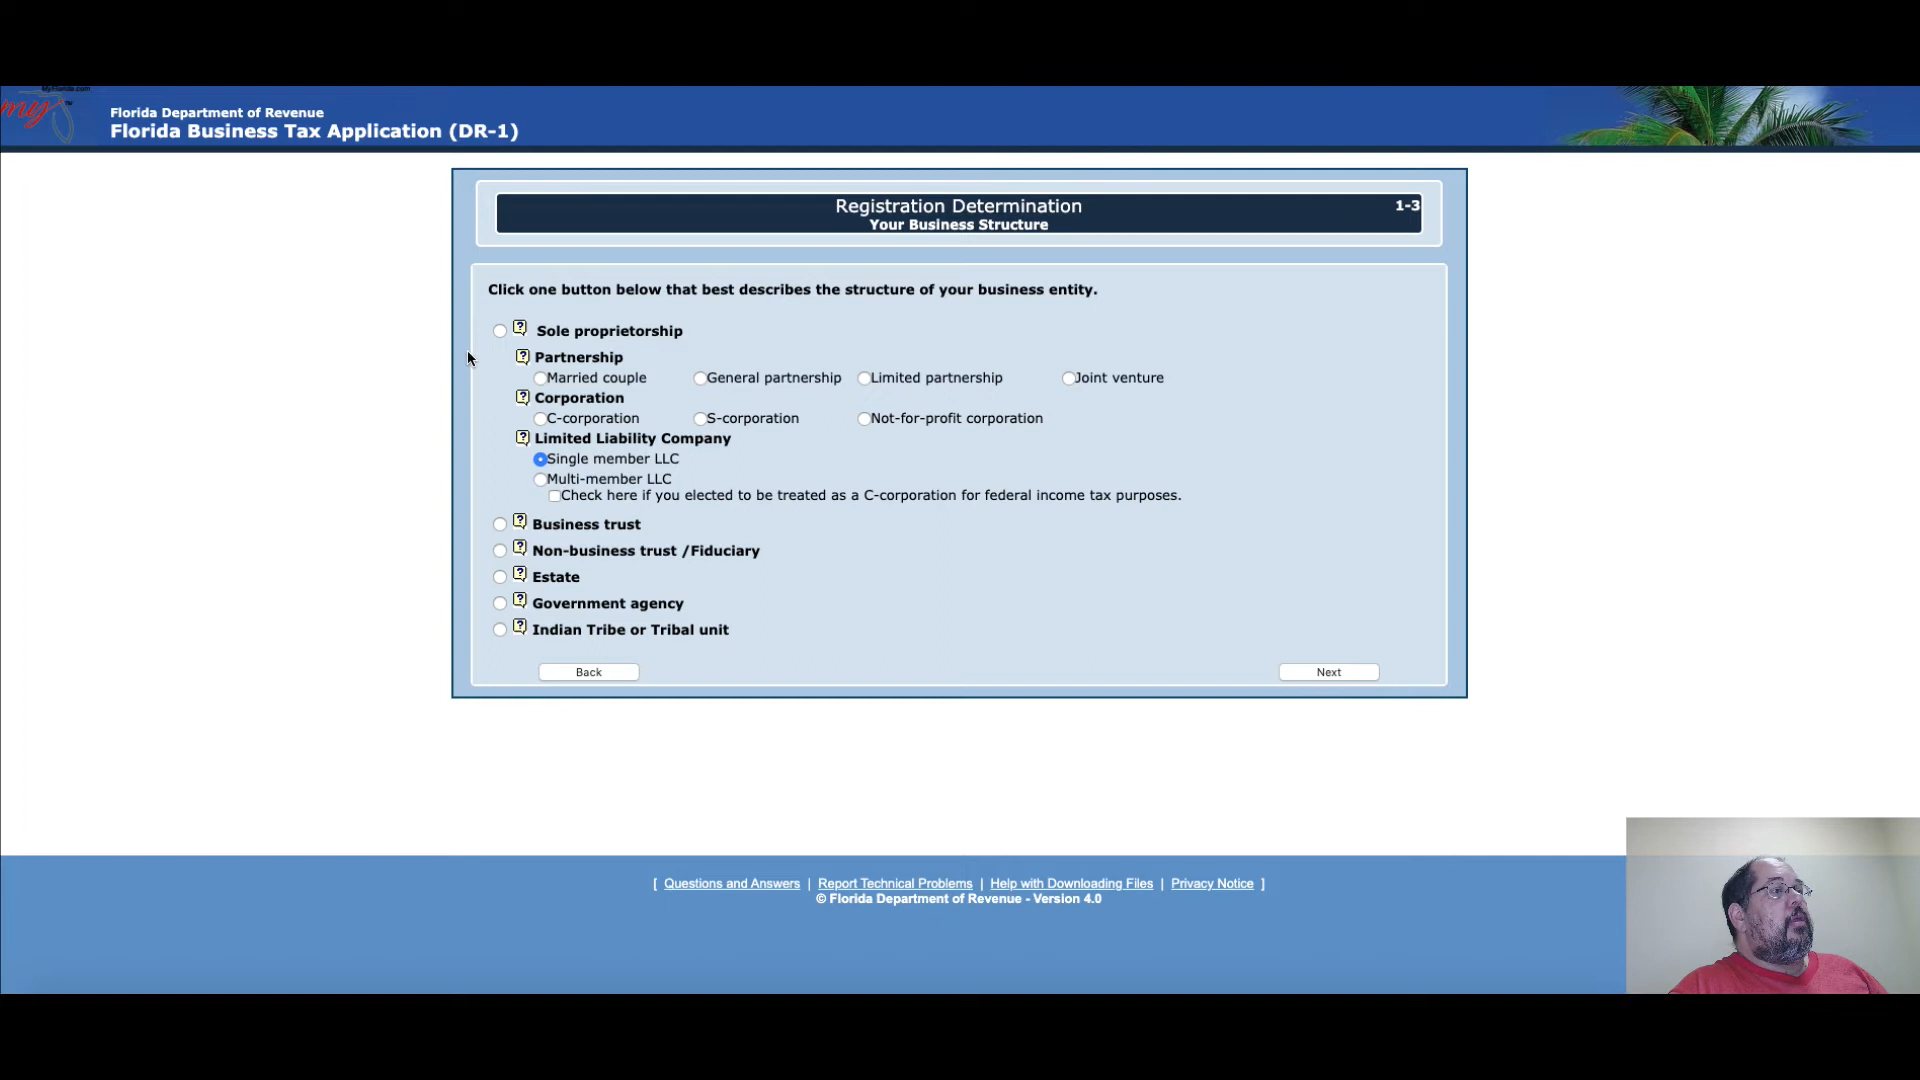 MyFlorida.com
my
TM
Florida Department of Revenue
Florida Business Tax Application (DR-1)
Registration Determination 1-3
Your Business Structure
Click one button below that best describes the structure of your business entity.
? Sole proprietorship
? Partnership
Married couple General partnership Limited partnership Joint venture
? Corporation
C-corporation S-corporation Not-for-profit corporation
? Limited Liability Company
Single member LLC
Multi-member LLC
Check here if you elected to be treated as a C-corporation for federal income tax purposes.
? Business trust
? Non-business trust /Fiduciary
? Estate
? Government agency
? Indian Tribe or Tribal unit
Back Next
[ Questions and Answers | Report Technical Problems | Help with Downloading Files | Privacy Notice ]
© Florida Department of Revenue - Version 4.0